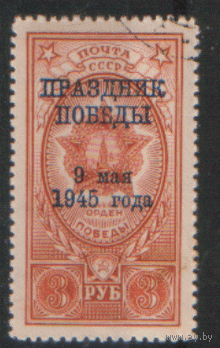 ПОЧТА
СССР
ПРАЗДНИК
ПОБЕДЫ
9 мая
1945 года
ОРДЕН
ПОБЕДЫ
3 РУБ 3